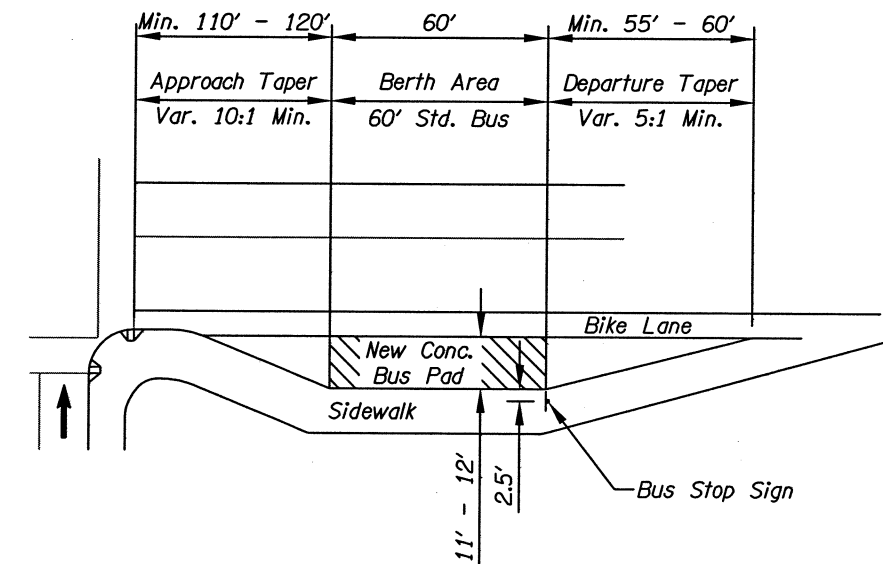 Min. 110' - 120'
60'
Min. 55' - 60'
Approach Taper
Berth Area
Departure Taper
Var. 10:1 Min.
60' Std. Bus
Var. 5:1 Min.
Bike Lane
New Conc.
Bus Pad
Sidewalk
11' - 12'
2.5'
Bus Stop Sign